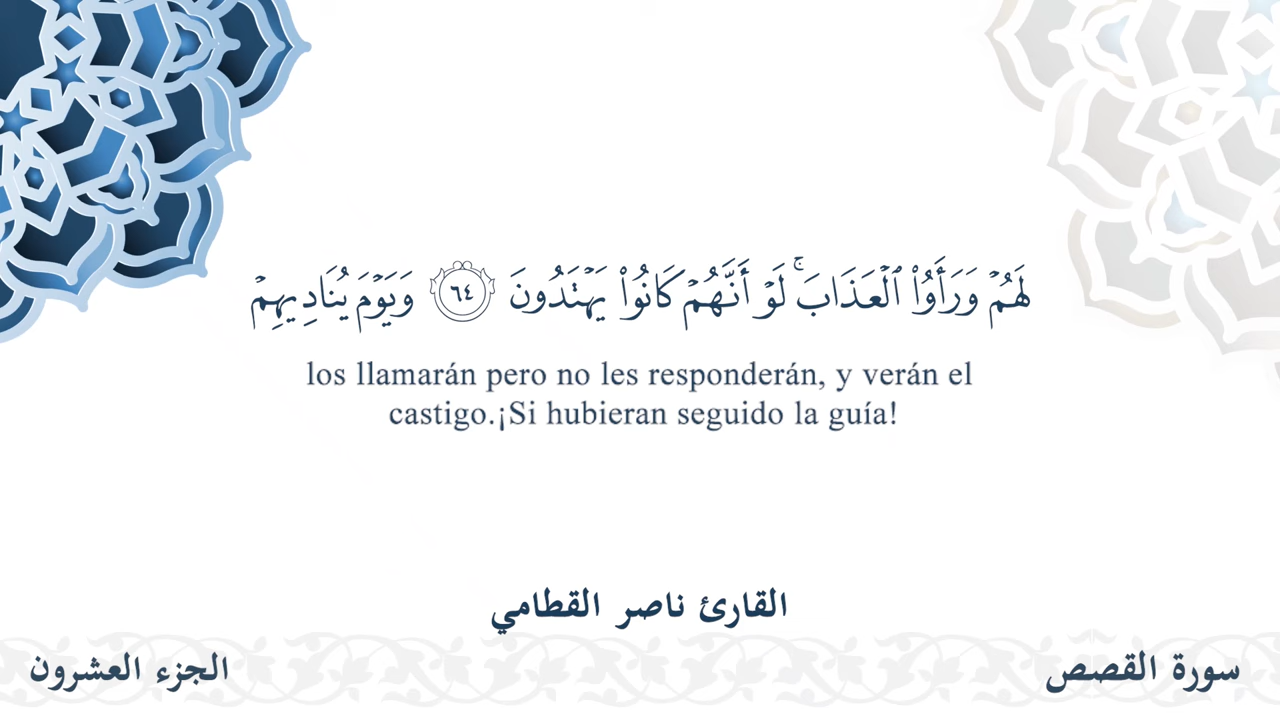 لَهُمْ وَرَأَوُا۟ ٱلْعَذَابَ ۚ لَوْ أَنَّهُمْ كَانُوا۟ يَهْتَدُونَ ٦٤ وَيَوْمَ يُنَادِيهِمْ
los llamarán pero no les responderán, y verán el
castigo.¡Si hubieran seguido la guía!
القارئ ناصر القطامي
سورة القصص
الجزء العشرون